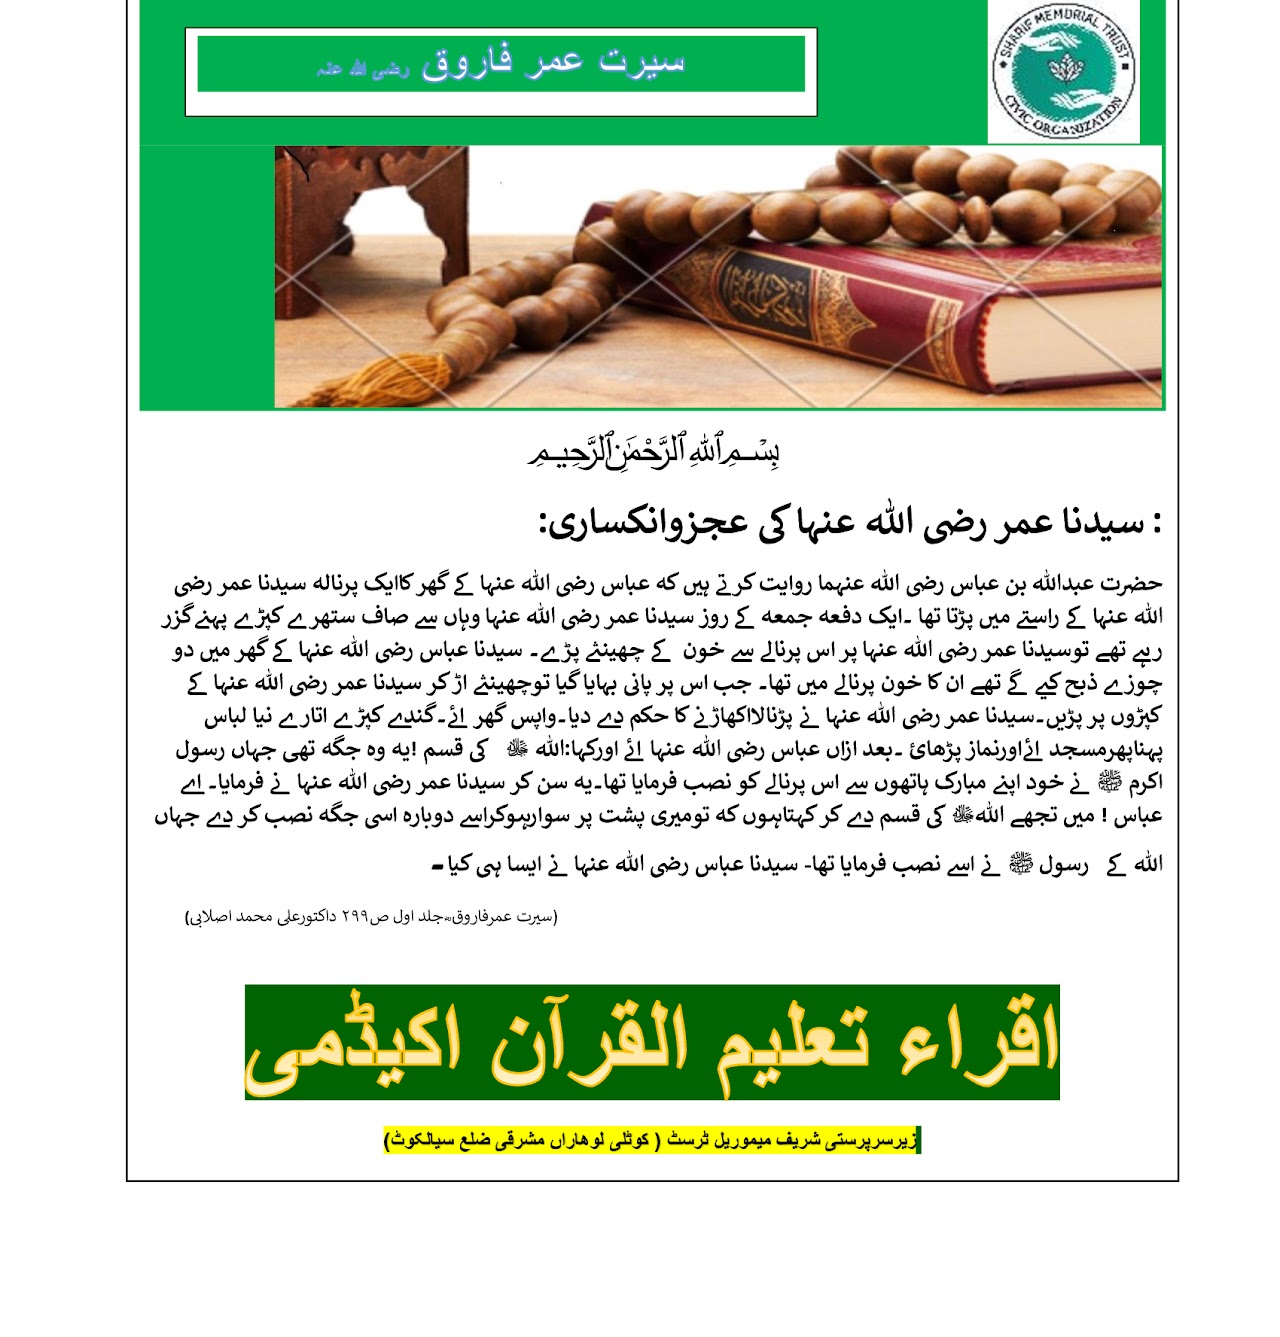 سیرت عمر فاروق رضی اللہ عنہ
SHARIF MEMORIAL TRUST
CIVIC ORGANIZATION
بِسْمِ ٱللَّهِ ٱلرَّحْمَٰنِ ٱلرَّحِيمِ
: سیدنا عمر رضی اللہ عنہا کی عجزوانکساری:
حضرت عبداللہ بن عباس رضی اللہ عنہما روایت کرتے ہیں کہ عباس رضی اللہ عنہا کے گھر کاایک پرنالہ سیدنا عمر رضی
اللہ عنہا کے راستے میں پڑتا تھا ۔ایک دفعہ جمعہ کے روز سیدنا عمر رضی اللہ عنہا وہاں سے صاف ستھرے کپڑے پہنےگزر
رہے تھے توسیدنا عمر رضی اللہ عنہا پر اس پرنالے سے خون کے چھینٹے پڑے۔ سیدنا عباس رضی اللہ عنہا کے گھر میں دو
چوزے ذبح کیے گے تھے ان کا خون پرنالے میں تھا۔ جب اس پر پانی بہایا گیا توچھینٹے اڑ کر سیدنا عمر رضی اللہ عنہا کے
کپڑوں پر پڑیں۔سیدنا عمر رضی اللہ عنہا نے پڑنالااکھاڑنے کا حکم دے دیا۔واپس گھر ائے۔گندے کپڑے اتارے نیا لباس
پہناپھرمسجد ائےاورنماز پڑھائ ۔بعد ازاں عباس رضی اللہ عنہا ائے اورکہا:اللہ ﷻ کی قسم !یہ وہ جگہ تھی جہاں رسول
اکرم ﷺ نے خود اپنے مبارک ہاتھوں سے اس پرنالے کو نصب فرمایا تھا۔یہ سن کر سیدنا عمر رضی اللہ عنہا نے فرمایا۔ اے
عباس ! میں تجھے اللہﷻ کی قسم دے کر کہتاہوں کہ تومیری پشت پر سوارہوکراسے دوبارہ اسی جگہ نصب کر دے جہاں
اللہ کے رسول ﷺ نے اسے نصب فرمایا تھا- سیدنا عباس رضی اللہ عنہا نے ایسا ہی کیا۔
(سیرت عمرفاروق جلد اول ص۲۹۹ داکتورعلی محمد اصلابی)
اقراء تعلیم القرآن اکیڈمی
زیرسرپرستی شریف میموریل ٹرسٹ ( کوٹلی لوھاراں مشرقی ضلع سیالکوٹ)